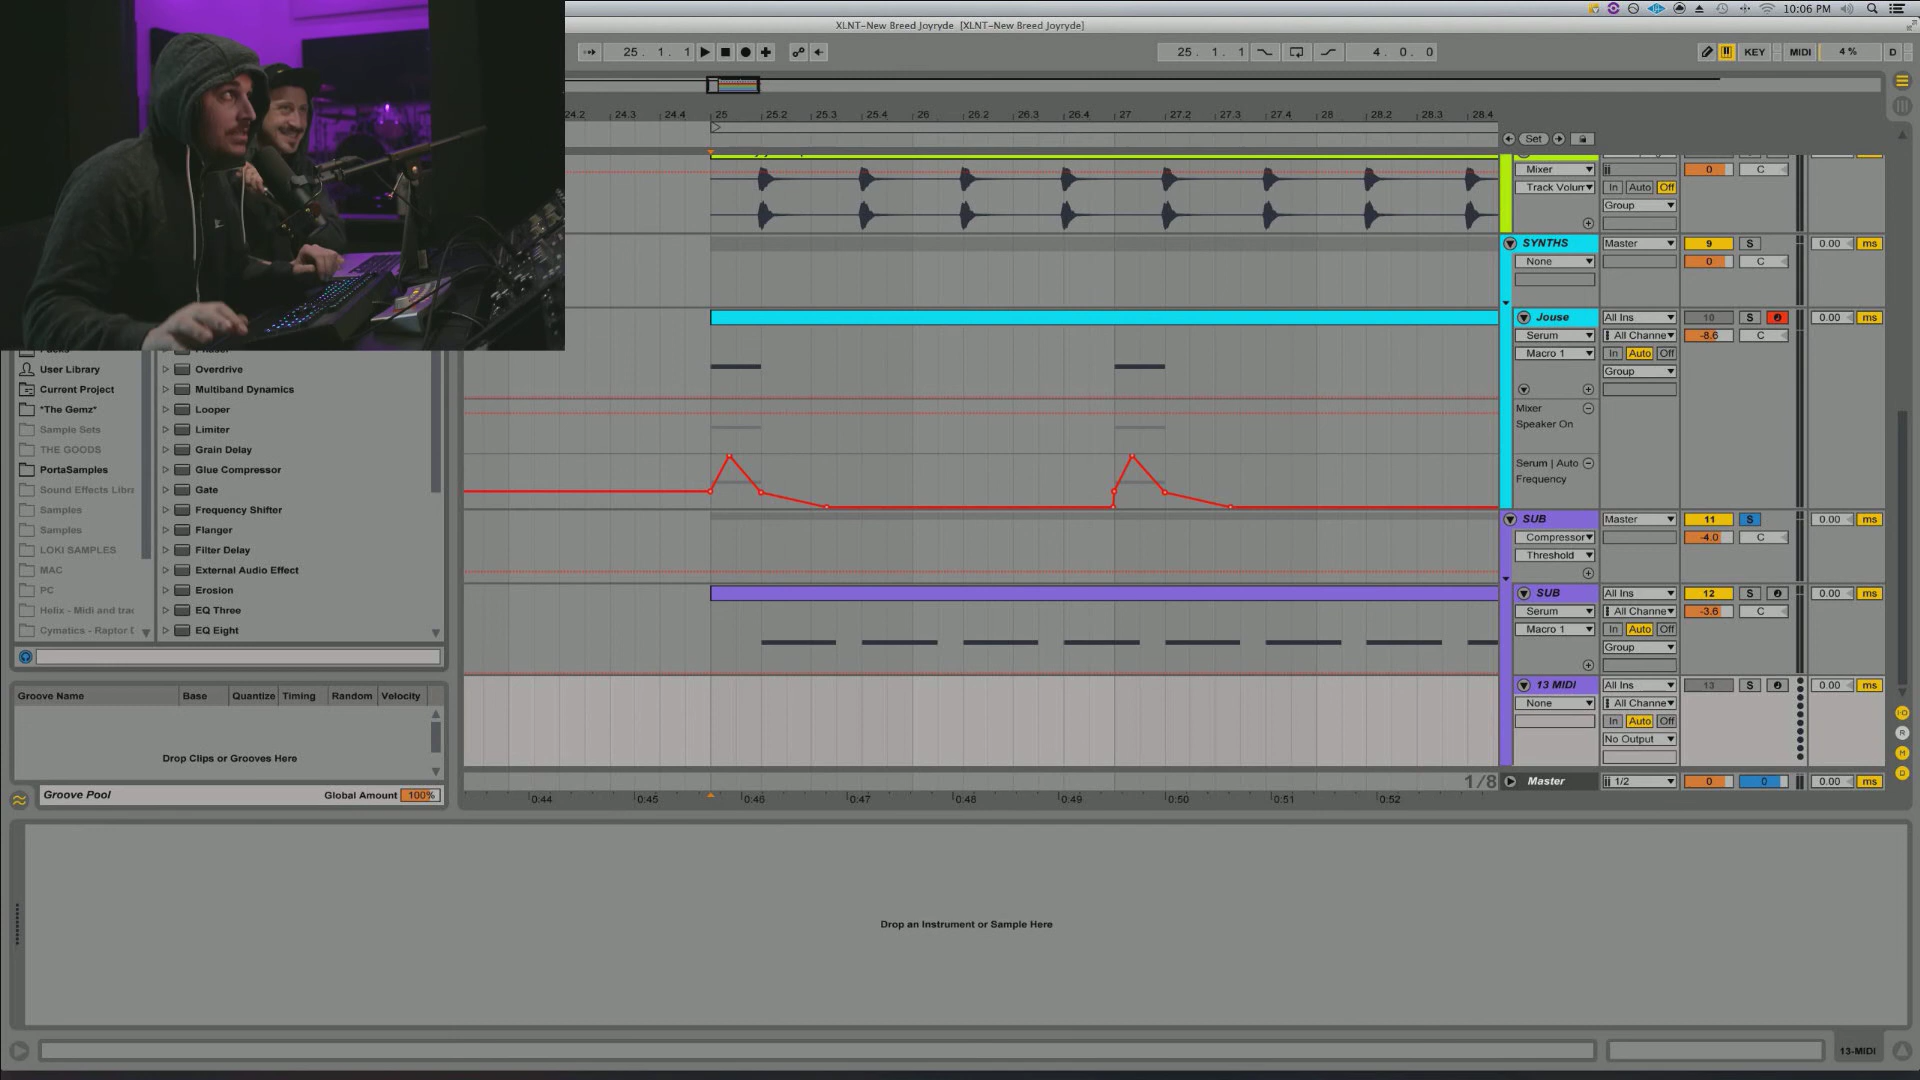 10:06 PM
XLNT-New Breed Joyryde [XLNT-New Breed Joyryde]
25. 1. 1
25. 1. 1
4. 0. 0
KEY
MIDI
4 %
D
24.2 24.3 24.4 25 25.2 25.3 25.4 26 26.2 26.3 26.4 27 27.2 27.3 27.4 28 28.2 28.3 28.4
Set
Mixer
0
C
In Auto Off
Group
SYNTHS
Master
9
S
0.00
ms
None
0
C
Jouse
All Ins
10
S
0.00
ms
Serum
All Channe
-8.6
C
Macro 1
In Auto Off
Group
Mixer
Speaker On
Serum | Auto
Frequency
SUB
Master
11
S
0.00
ms
Compressor
-4.0
C
Threshold
SUB
All Ins
12
S
0.00
ms
Serum
All Channe
-3.6
C
Macro 1
In Auto Off
Group
13 MIDI
All Ins
13
S
0.00
ms
None
All Channe
In Auto Off
No Output
1/8
Master
1/2
0
0
0.00
ms
0:44 0:45 0:46 0:47 0:48 0:49 0:50 0:51 0:52
User Library
Current Project
*The Gemz*
Sample Sets
THE GOODS
PortaSamples
Sound Effects Libra
Samples
Samples
LOKI SAMPLES
MAC
PC
Helix - Midi and trac
Overdrive
Multiband Dynamics
Looper
Limiter
Grain Delay
Glue Compressor
Gate
Frequency Shifter
Flanger
Filter Delay
External Audio Effect
Erosion
EQ Three
EQ Eight
Groove Name Base Quantize Timing Random Velocity
Drop Clips or Grooves Here
Groove Pool
Global Amount 100%
Drop an Instrument or Sample Here
13-MIDI